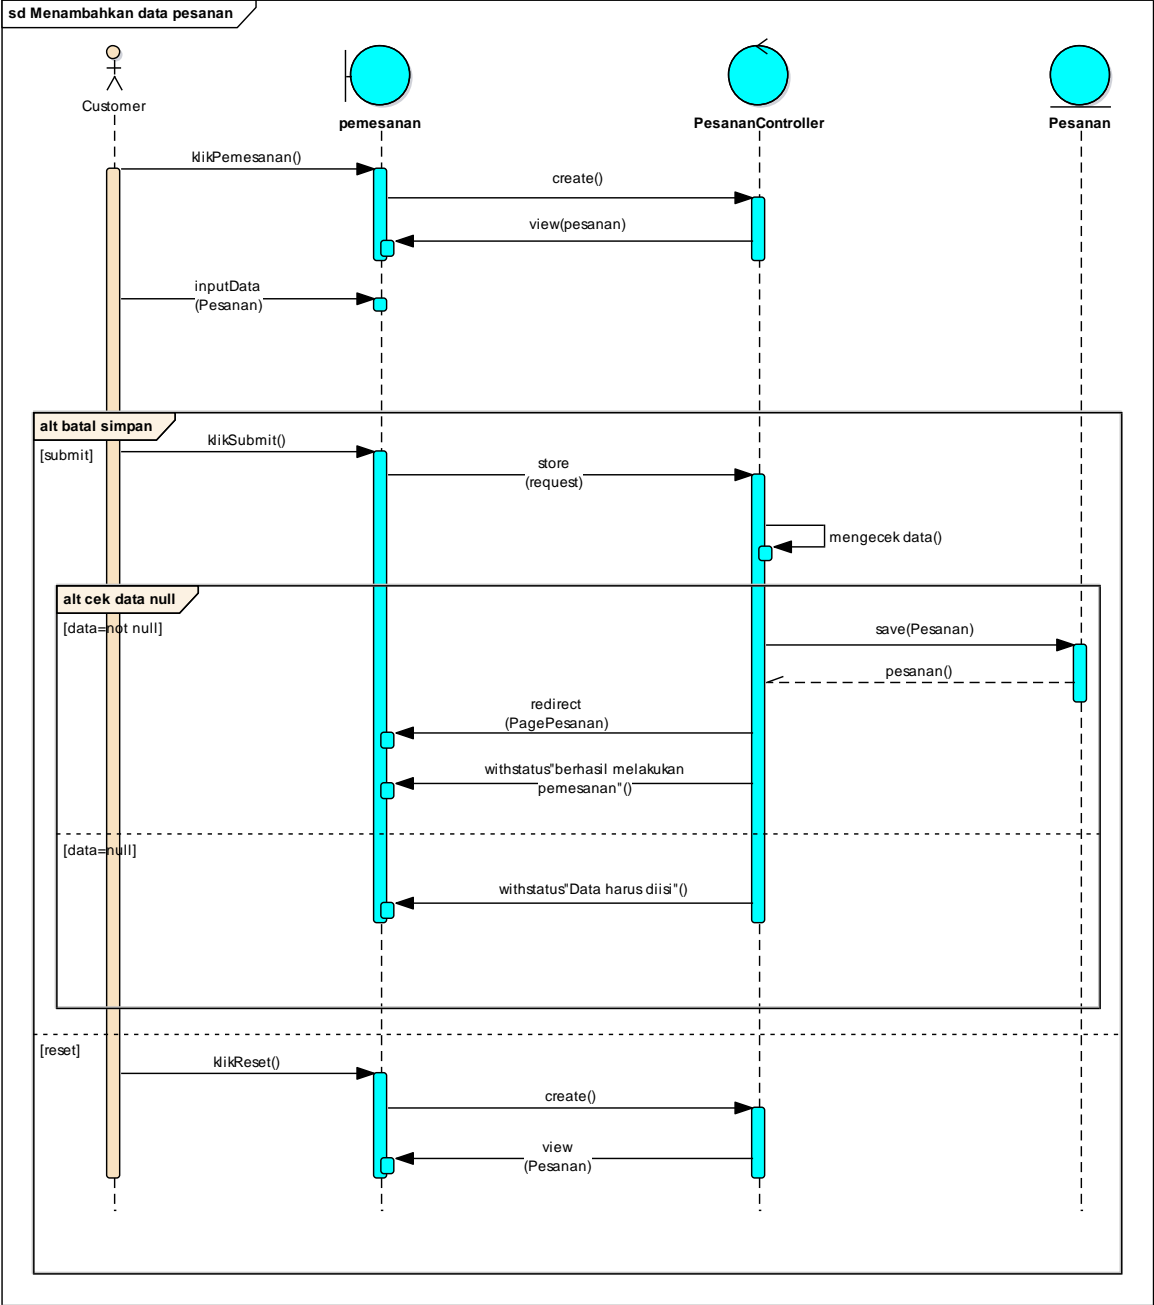 sd Menambahkan data pesanan
Customer
pemesanan
PesananController
Pesanan
klikPemesanan()
create()
view(pesanan)
inputData
(Pesanan)
alt batal simpan
[submit]
klikSubmit()
store
(request)
mengecek data()
alt cek data null
[data=not null]
save(Pesanan)
pesanan()
redirect
(PagePesanan)
withstatus"berhasil melakukan
pemesanan"()
[data=null]
withstatus"Data harus diisi"()
[reset]
klikReset()
create()
view
(Pesanan)